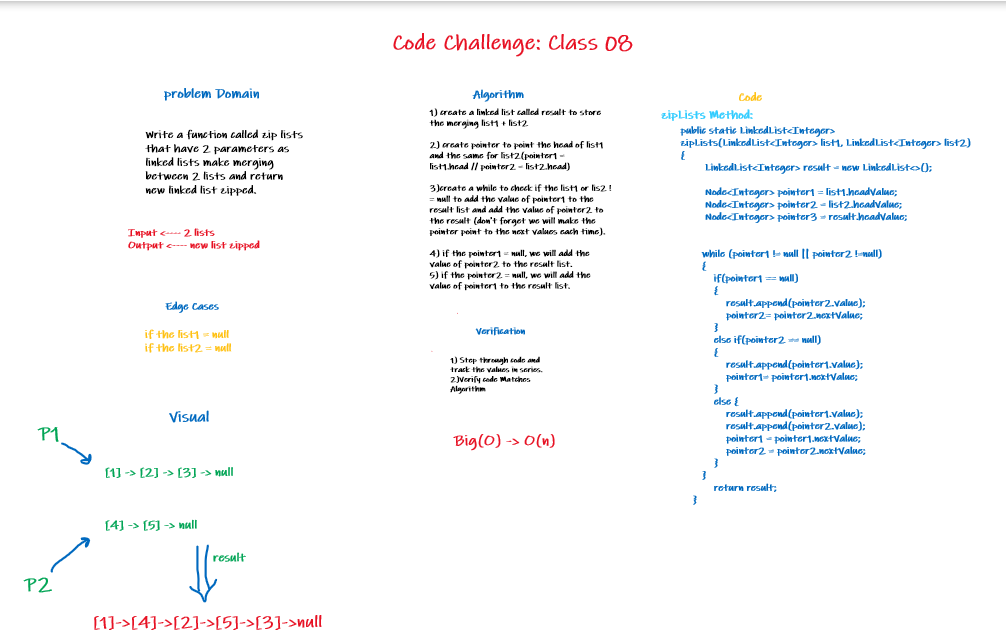 Code Challenge: Class 08
problem Domain
Write a function called zip lists
that have 2 parameters as
linked lists make merging
between 2 lists and return
new linked list zipped.
Input <---- 2 lists
Output <---- new list zipped
Edge Cases
if the list1 = null
if the list2 = null
Visual
P1
[1] -> [2] -> [3] -> null
[4] -> [5] -> null
P2
result
[1]->[4]->[2]->[5]->[3]->null
Algorithm
1) create a linked list called result to store
the merging list1 + list2
2) create pointer to point the head of list1
and the same for list2(pointer1 =
list1.head // pointer2 = list2.head)
3)create a while to check if the list1 or lis2 !
= null to add the value of pointer1 to the
result list and add the value of pointer2 to
the result (don't forget we will make the
pointer point to the next values each time).
4) if the pointer1 = null, we will add the
value of pointer2 to the result list.
5) if the pointer2 = null, we will add the
value of pointer1 to the result list.
Verification
1) Step through code and
track the values in series.
2)Verify code Matches
Algorithm
Big(O) -> O(n)
Code
zipLists Method:
public static LinkedList<Integer>
zipLists(LinkedList<Integer> list1, LinkedList<Integer> list2)
{
LinkedList<Integer> result = new LinkedList<>();
Node<Integer> pointer1 = list1.headValue;
Node<Integer> pointer2 = list2.headValue;
Node<Integer> pointer3 = result.headValue;
while (pointer1 != null || pointer2 !=null)
{
if(pointer1 == null)
{
result.append(pointer2.value);
pointer2= pointer2.nextValue;
}
else if(pointer2 == null)
{
result.append(pointer1.value);
pointer1= pointer1.nextValue;
}
else {
result.append(pointer1.value);
result.append(pointer2.value);
pointer1 = pointer1.nextValue;
pointer2 = pointer2.nextValue;
}
}
return result;
}